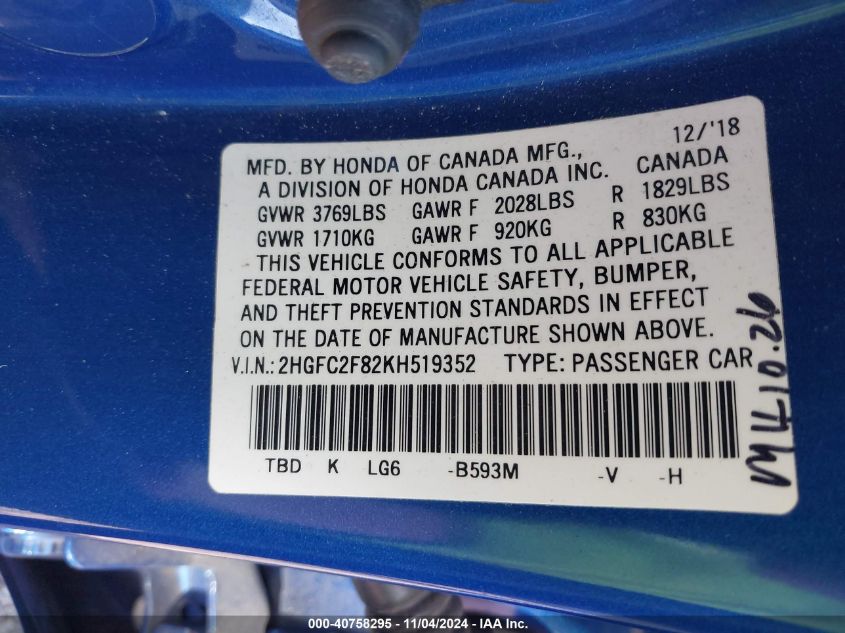 12/'18
MFD. BY HONDA OF CANADA MFG.,
A DIVISION OF HONDA CANADA INC. CANADA
GVWR 3769LBS GAWR F 2028LBS R 1829LBS
GVWR 1710KG GAWR F 920KG R 830KG
THIS VEHICLE CONFORMS TO ALL APPLICABLE
FEDERAL MOTOR VEHICLE SAFETY, BUMPER,
AND THEFT PREVENTION STANDARDS IN EFFECT
ON THE DATE OF MANUFACTURE SHOWN ABOVE.
V.I.N.: 2HGFC2F82KH519352 TYPE: PASSENGER CAR
TBD K LG6 -B593M -V -H
10.26
000-40758295 - 11/04/2024 - IAA Inc.